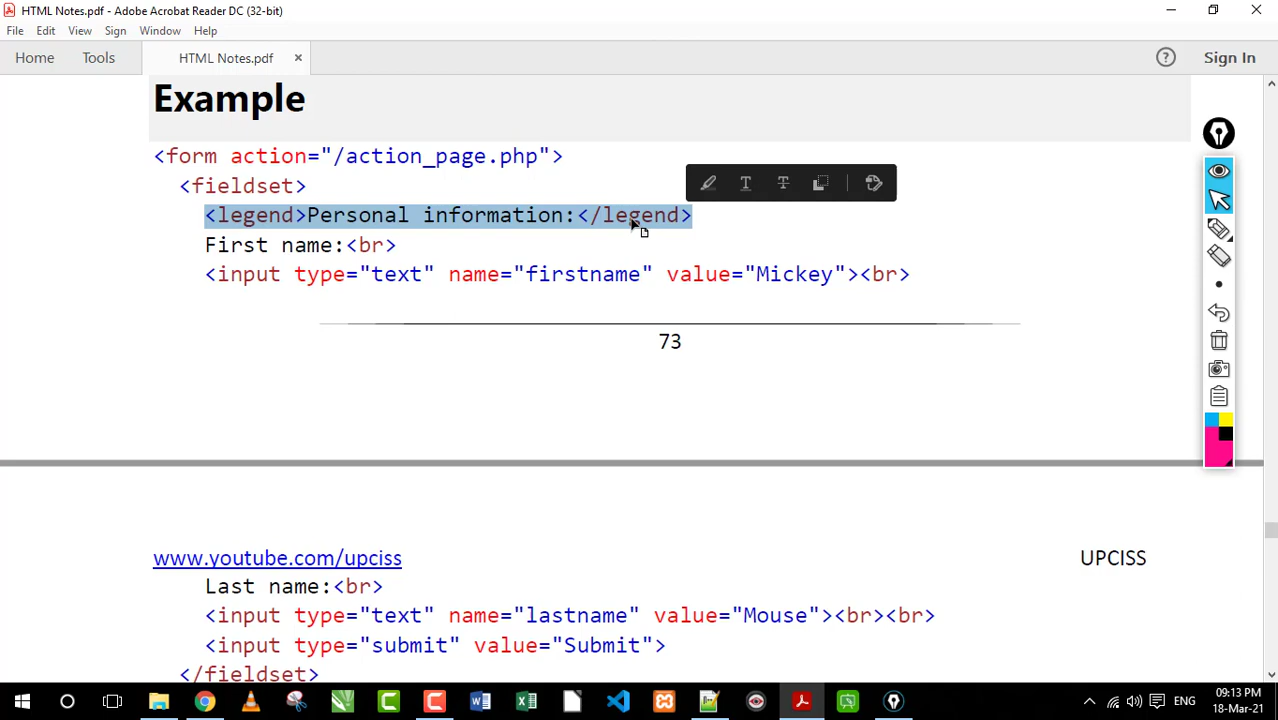 HTML Notes.pdf - Adobe Acrobat Reader DC (32-bit)
File Edit View Sign Window Help
Home Tools HTML Notes.pdf × ? Sign In
Example
<form action="/action_page.php">
<fieldset>
<legend>Personal information:</legend>
First name:<br>
<input type="text" name="firstname" value="Mickey"><br>
73
www.youtube.com/upciss UPCISS
Last name:<br>
<input type="text" name="lastname" value="Mouse"><br><br>
<input type="submit" value="Submit">
</fieldset>
ENG 09:13 PM
18-Mar-21